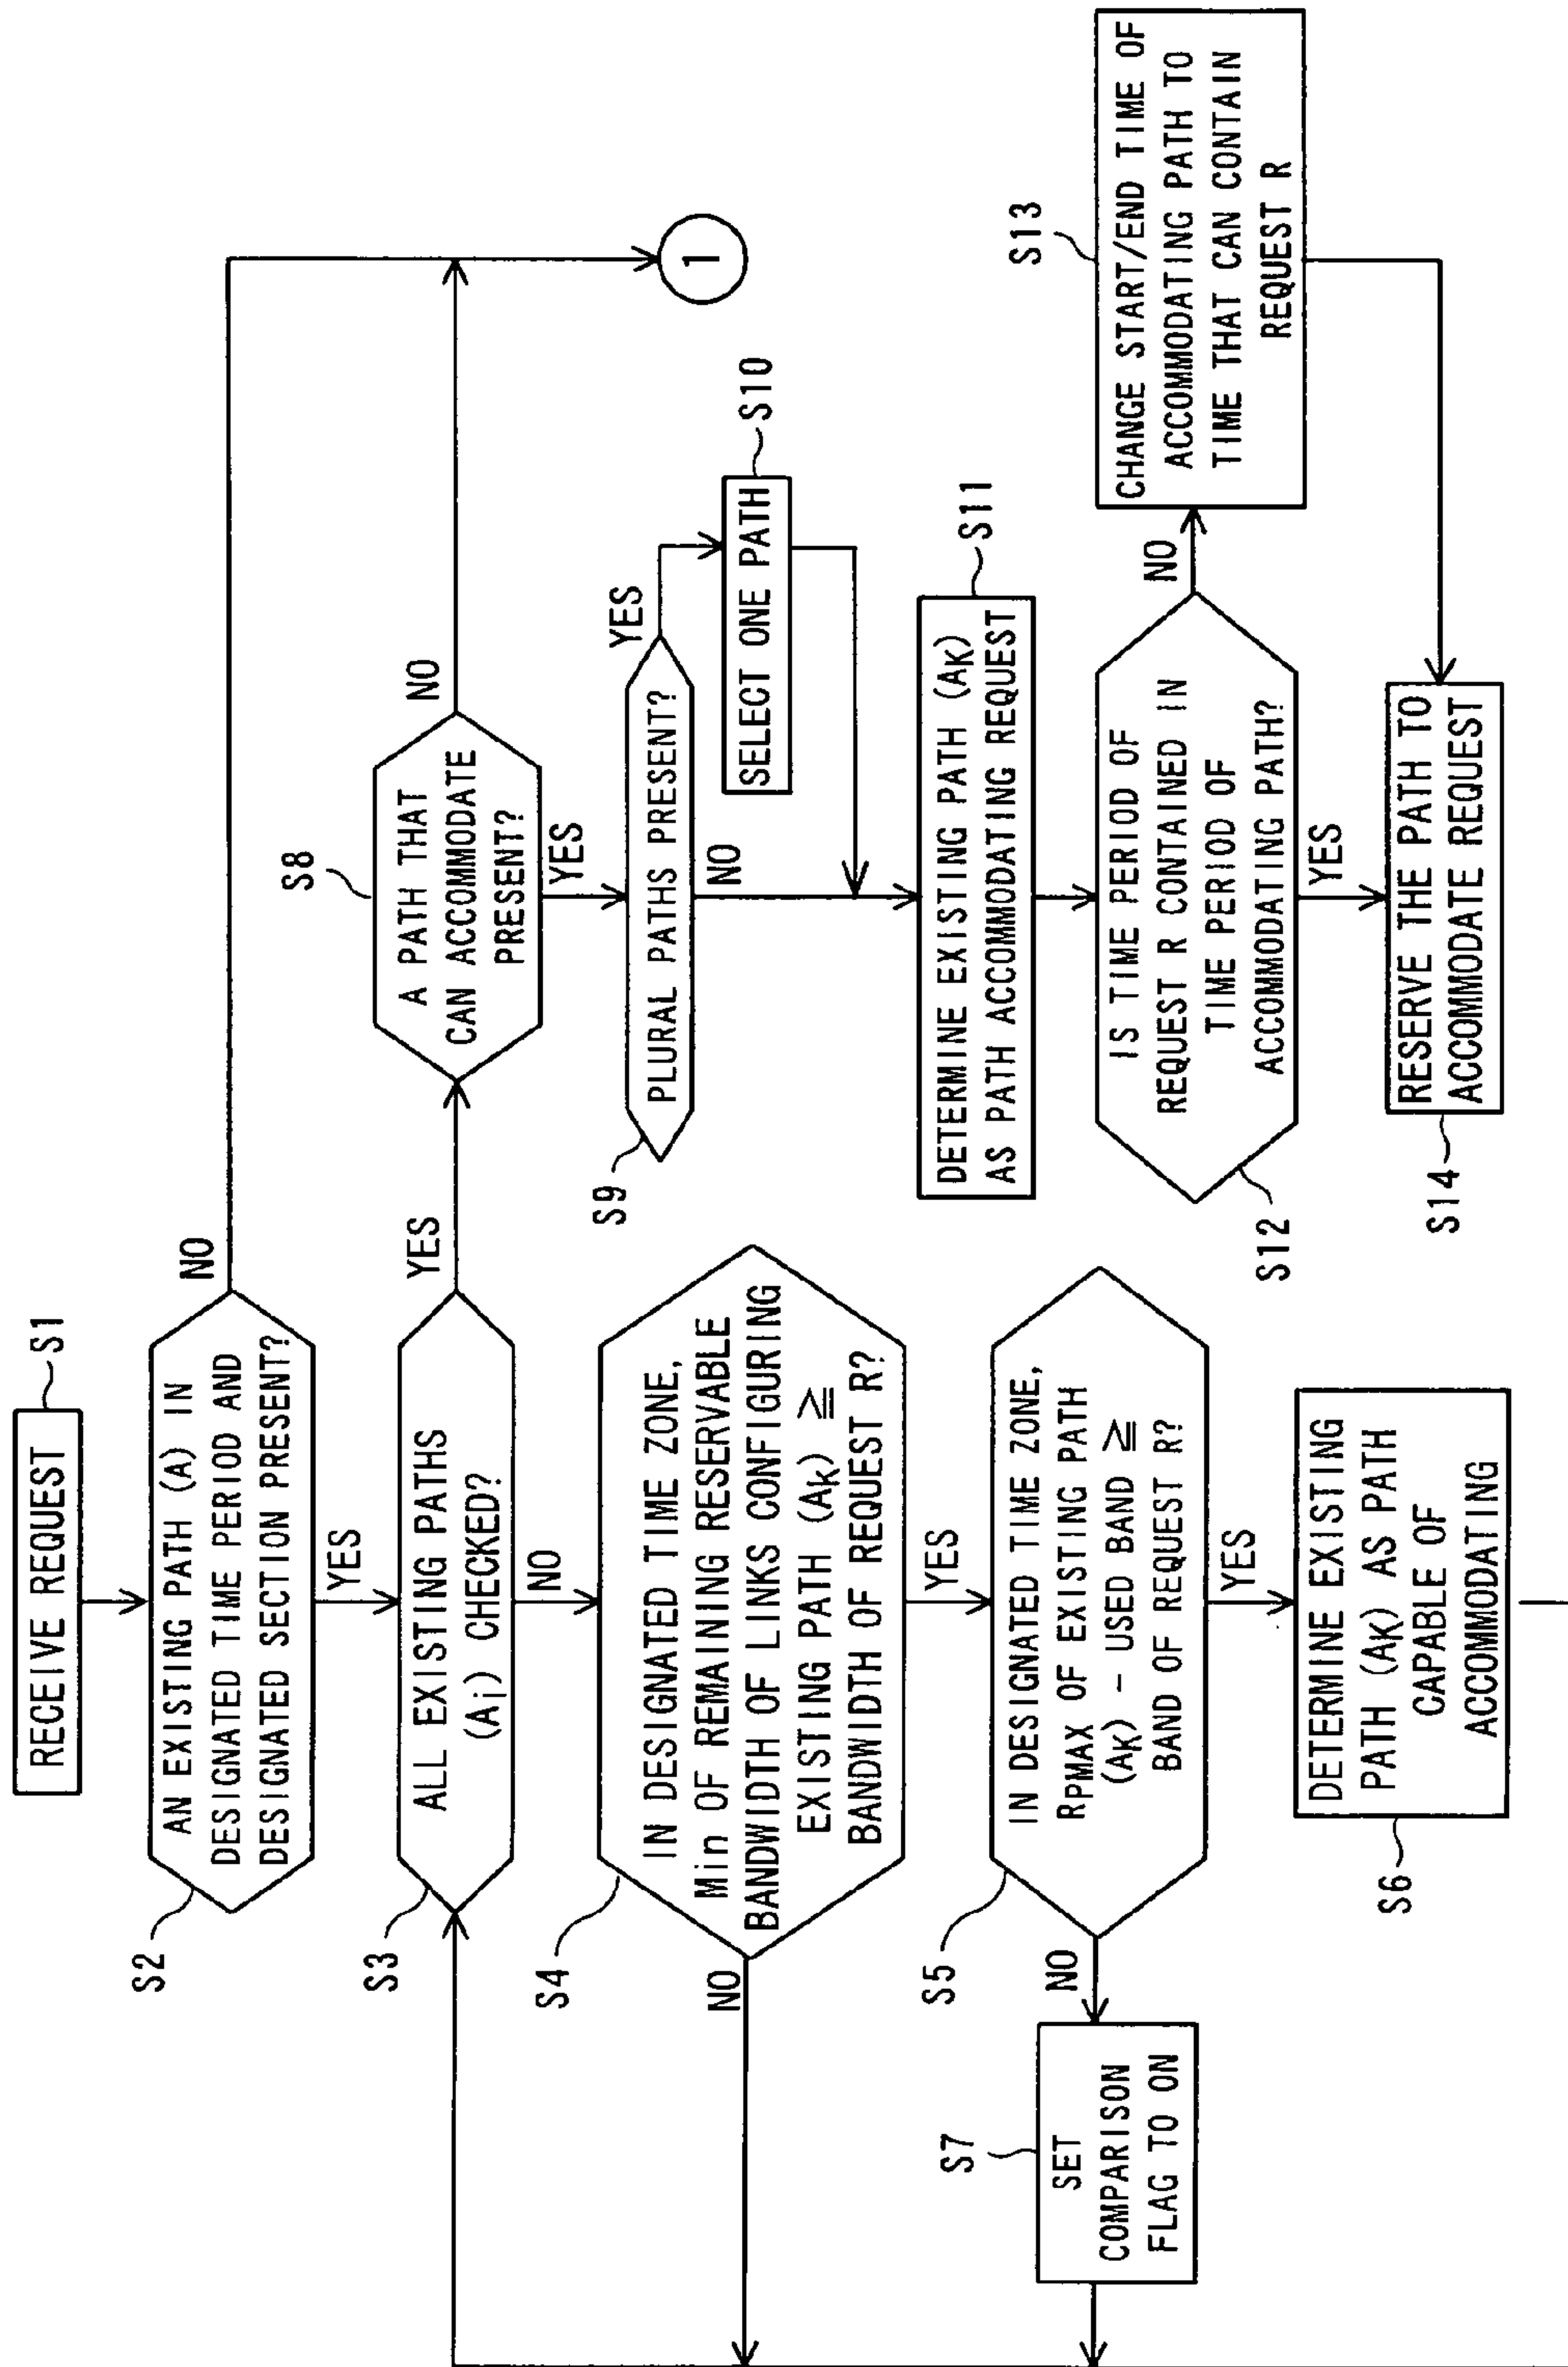 RECEIVE REQUEST
S1
AN EXISTING PATH (A) IN
DESIGNATED TIME PERIOD AND
DESIGNATED SECTION PRESENT?
S2
NO
YES
ALL EXISTING PATHS
(Ai) CHECKED?
S3
YES
NO
IN DESIGNATED TIME ZONE,
Min OF REMAINING RESERVABLE
BANDWIDTH OF LINKS CONFIGURING
EXISTING PATH (Ak) ≧
BANDWIDTH OF REQUEST R?
S4
NO
YES
IN DESIGNATED TIME ZONE,
RPMAX OF EXISTING PATH
(AK) - USED BAND ≧
BAND OF REQUEST R?
S5
NO
YES
SET
COMPARISON
FLAG TO ON
S7
DETERMINE EXISTING
PATH (AK) AS PATH
CAPABLE OF
ACCOMMODATING
S6
A PATH THAT
CAN ACCOMMODATE
PRESENT?
S8
NO
YES
1
PLURAL PATHS PRESENT?
S9
YES
NO
SELECT ONE PATH
S10
DETERMINE EXISTING PATH (AK)
AS PATH ACCOMMODATING REQUEST
S11
IS TIME PERIOD OF
REQUEST R CONTAINED IN
TIME PERIOD OF
ACCOMMODATING PATH?
S12
NO
YES
CHANGE START/END TIME OF
ACCOMMODATING PATH TO
TIME THAT CAN CONTAIN
REQUEST R
S13
RESERVE THE PATH TO
ACCOMMODATE REQUEST
S14